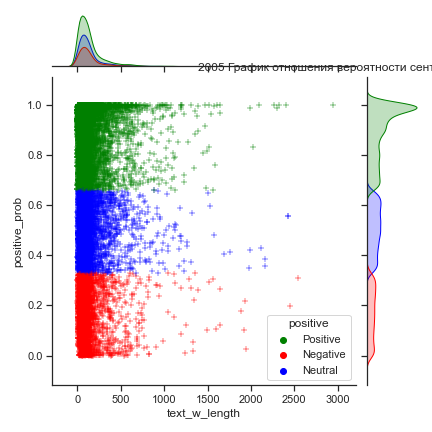 2005 График отношения вероятности сент
1.0
0.8
0.6
0.4
0.2
0.0
positive_prob
0
500
1000
1500
2000
2500
3000
text_w_length
positive
Positive
Negative
Neutral